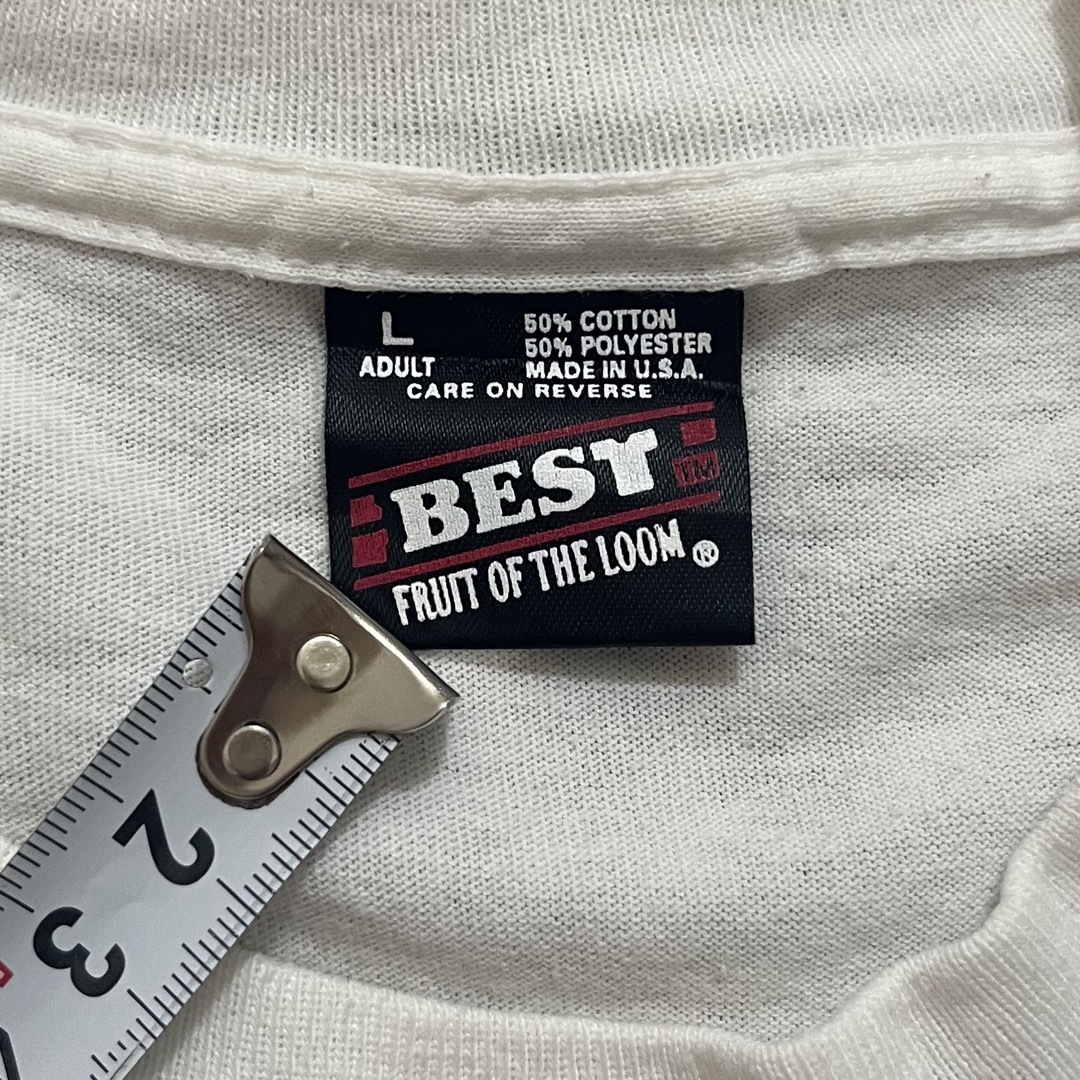 L
50% COTTON
50% POLYESTER
ADULT
MADE IN U.S.A.
CARE ON REVERSE
BEST
TM
FRUIT OF THE LOOM®
2
3